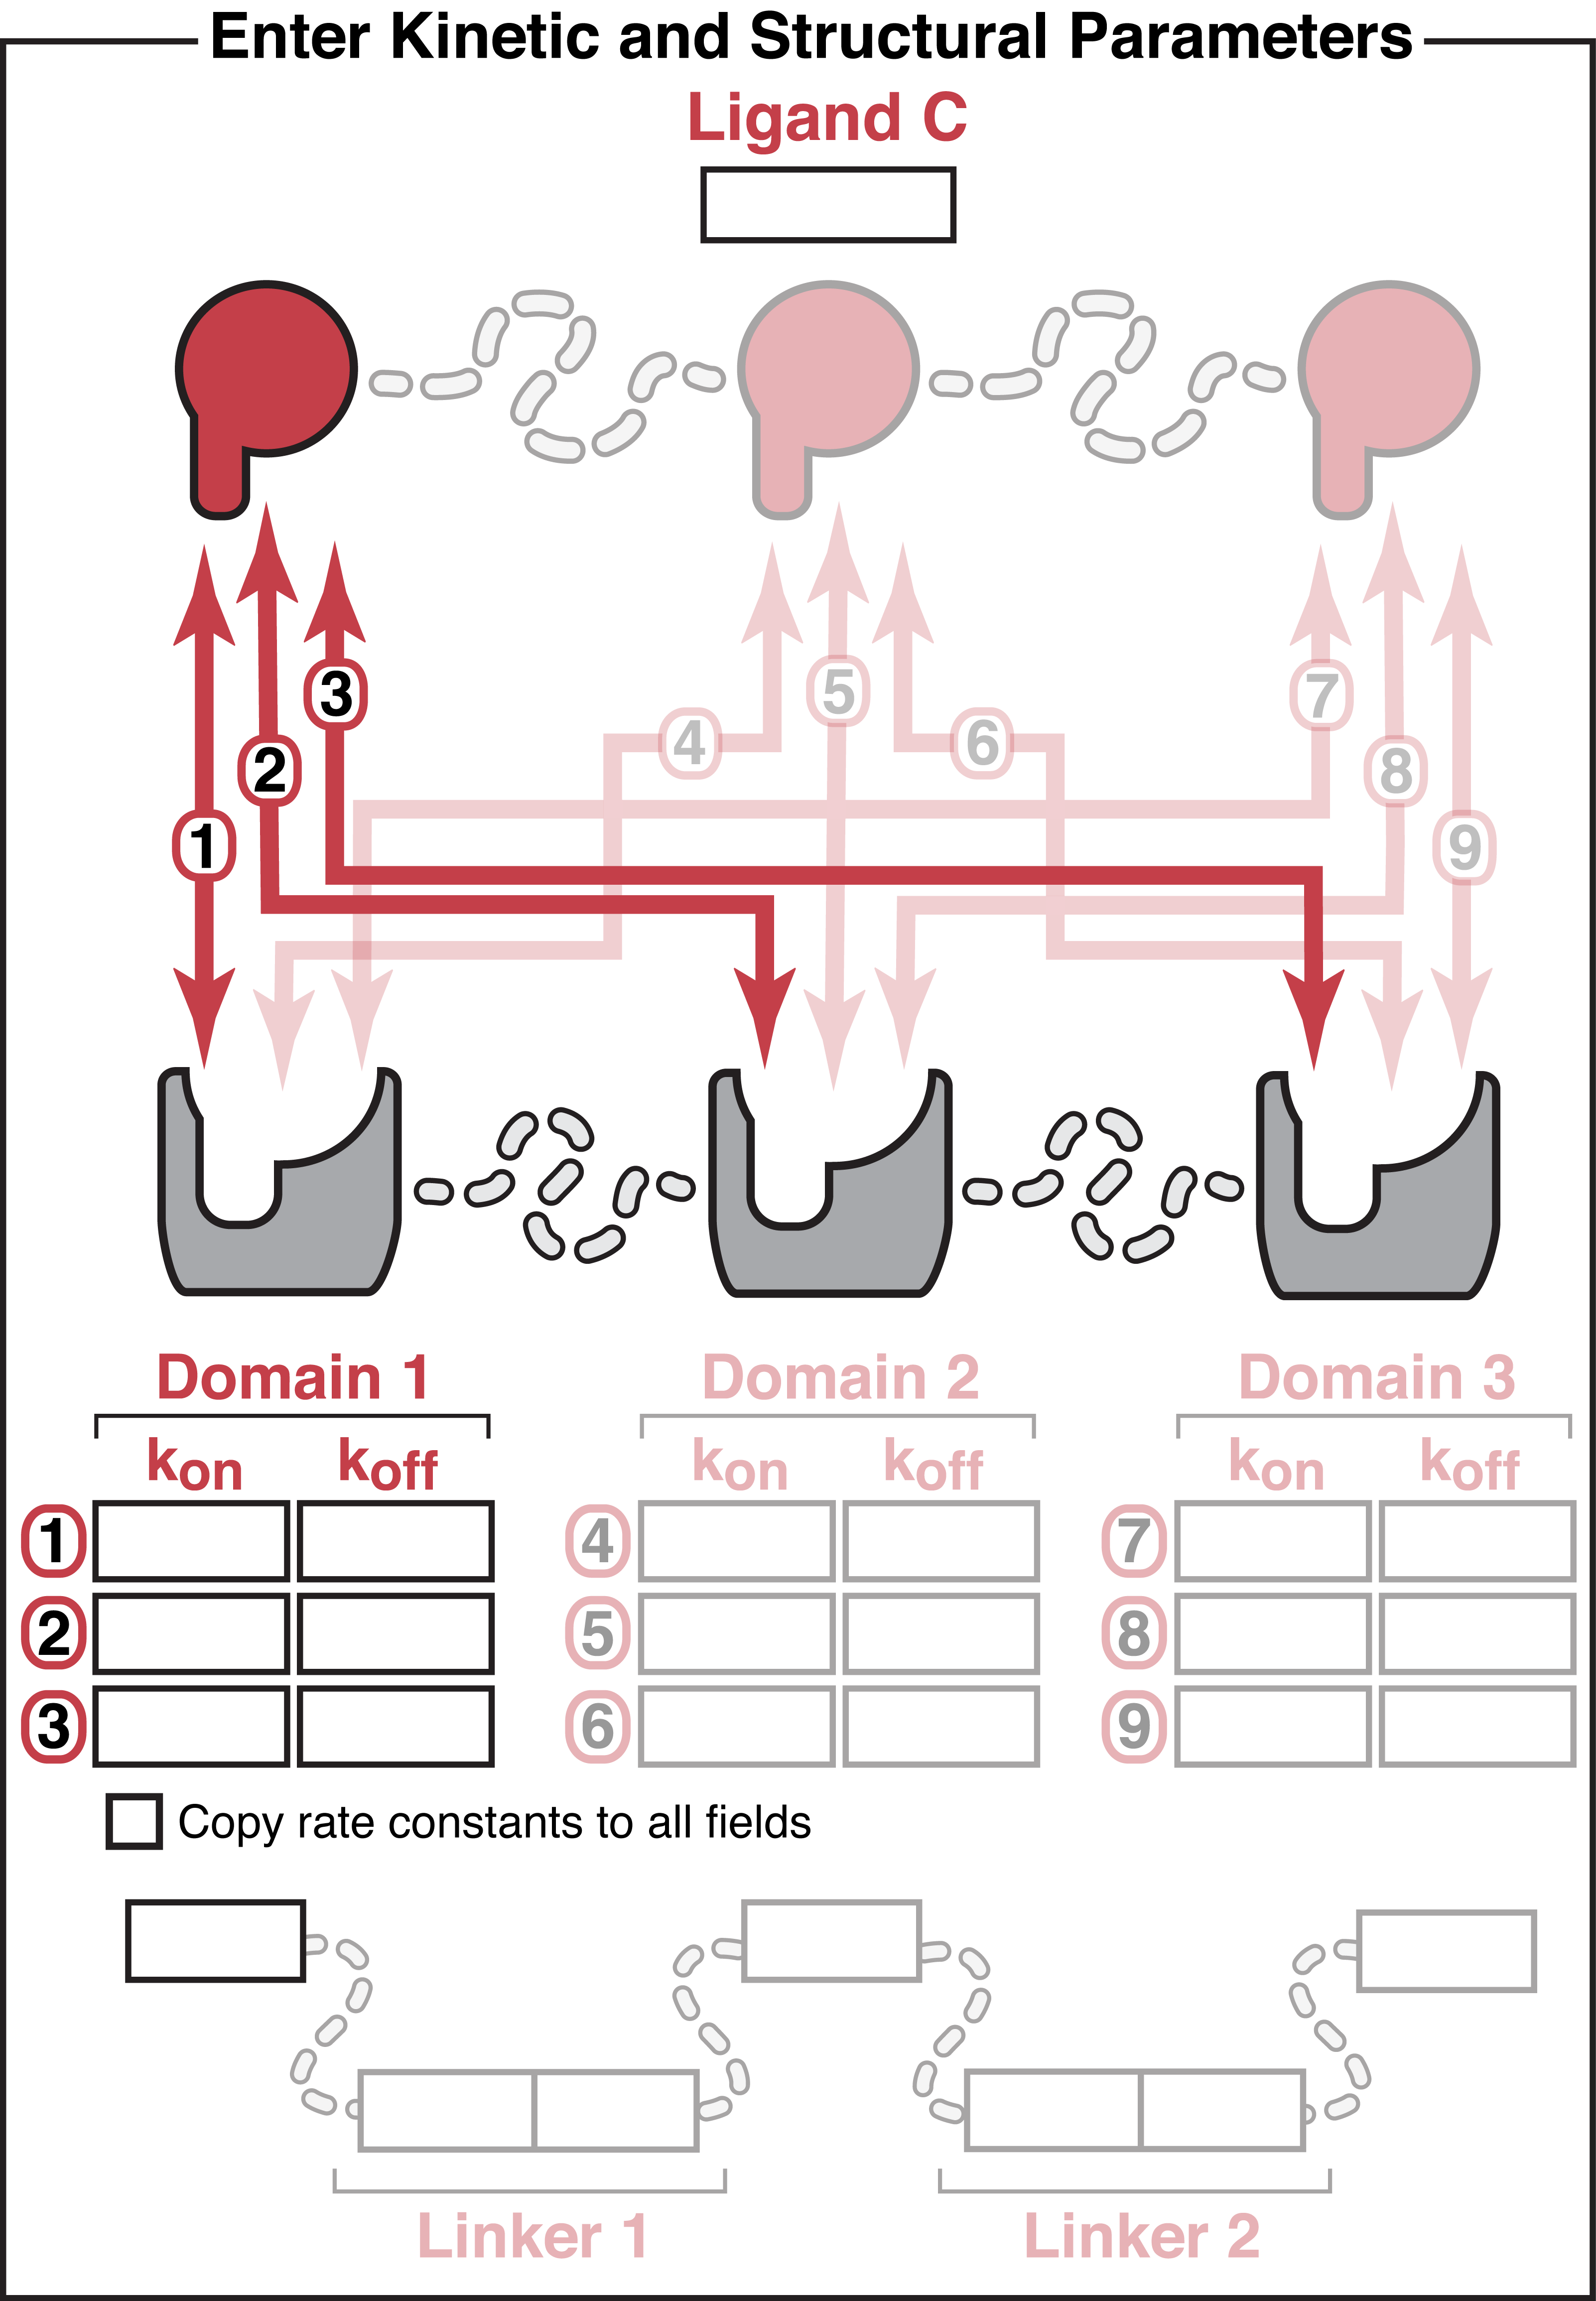 Enter Kinetic and Structural Parameters
Ligand C
1
2
3
4
5
6
7
8
9
Domain 1
Domain 2
Domain 3
kon koff
kon koff
kon koff
1
4
7
2
5
8
3
6
9
Copy rate constants to all fields
Linker 1
Linker 2